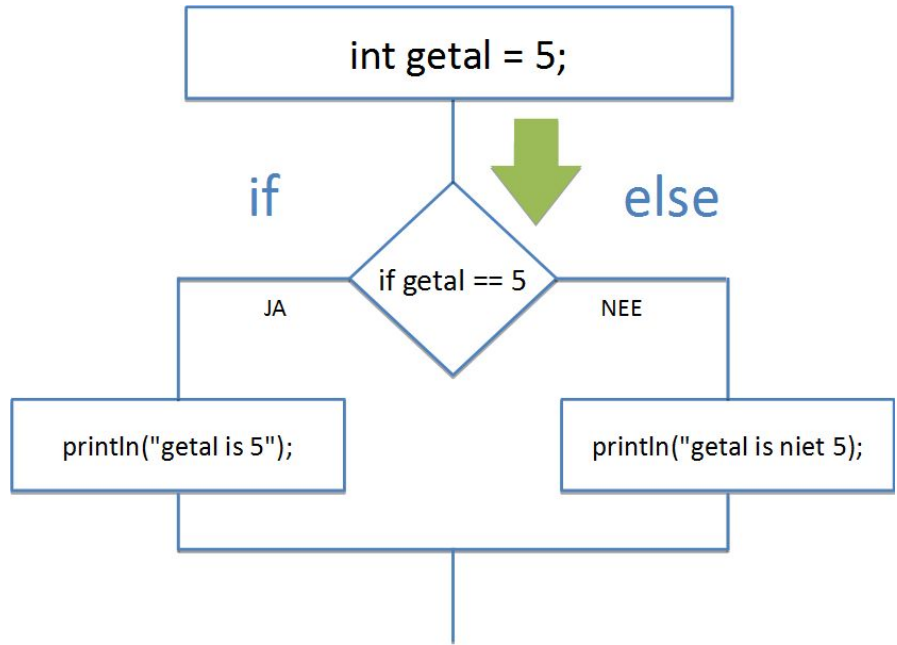 int getal = 5;
if
else
if getal == 5
JA
NEE
println("getal is 5");
println("getal is niet 5);